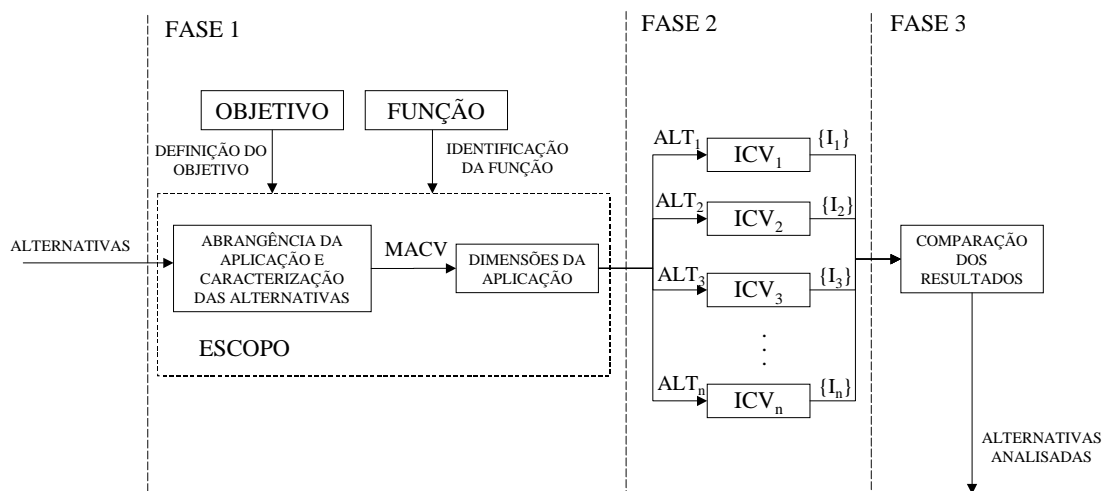 FASE 1
FASE 2
FASE 3
OBJETIVO
FUNÇÃO
DEFINIÇÃO DO
OBJETIVO
IDENTIFICAÇÃO
DA FUNÇÃO
ALTERNATIVAS
ABRANGÊNCIA DA
APLICAÇÃO E
CARACTERIZAÇÃO
DAS ALTERNATIVAS
MACV
DIMENSÕES DA
APLICAÇÃO
ESCOPO
ALT₁
ICV₁
{I₁}
ALT₂
ICV₂
{I₂}
ALT₃
ICV₃
{I₃}
. . .
ALTₙ
ICVₙ
{Iₙ}
COMPARAÇÃO
DOS
RESULTADOS
ALTERNATIVAS
ANALISADAS